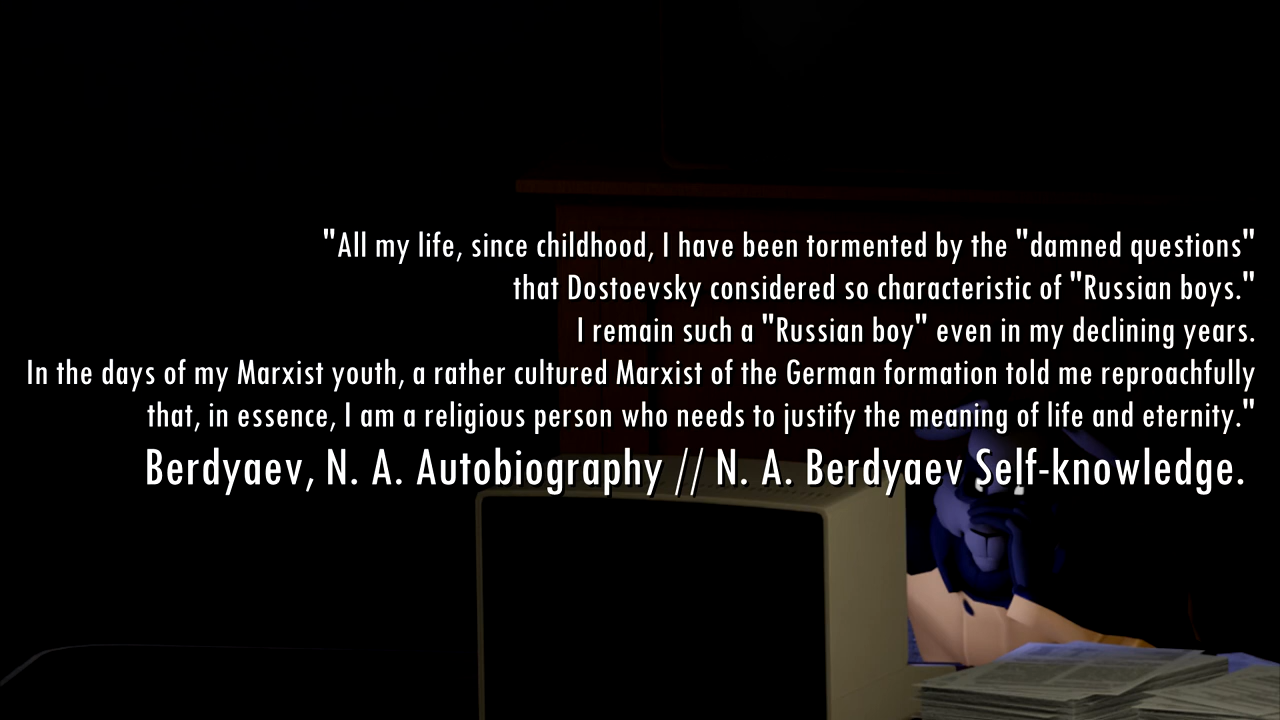 "All my life, since childhood, I have been tormented by the "damned questions"
that Dostoevsky considered so characteristic of "Russian boys."
I remain such a "Russian boy" even in my declining years.
In the days of my Marxist youth, a rather cultured Marxist of the German formation told me reproachfully
that, in essence, I am a religious person who needs to justify the meaning of life and eternity."
Berdyaev, N. A. Autobiography // N. A. Berdyaev Self-knowledge.